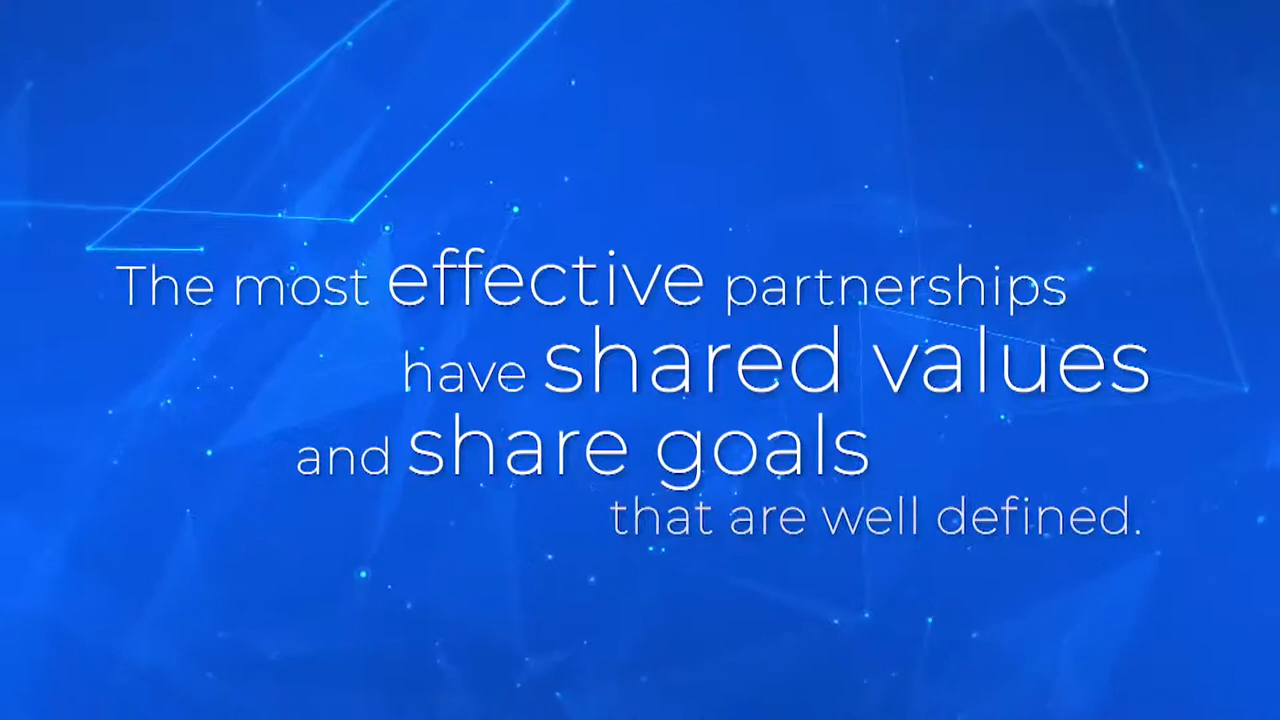 The most effective partnerships
have shared values
and share goals
that are well defined.